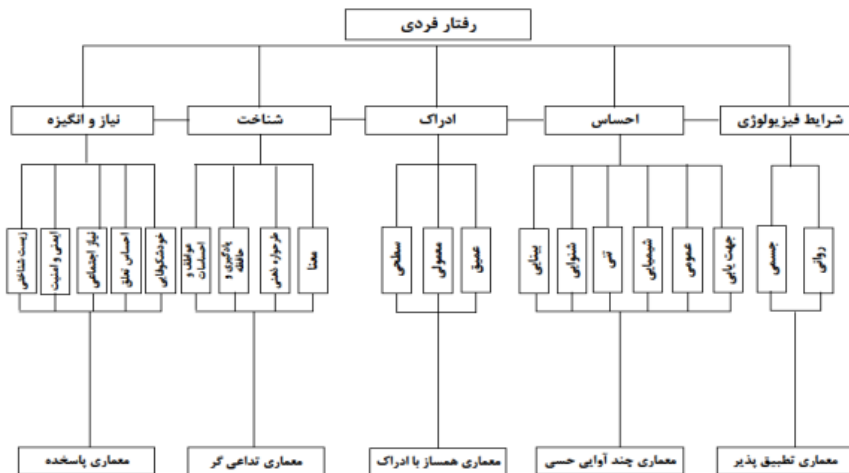 رفتار فردی
شرایط فیزیولوژی
احساس
ادراک
شناخت
نیاز و انگیزه
روانی
جسمی
جهت یابی
عمومی
شیمیایی
تنی
شنوایی
بینایی
عمیق
معمولی
سطحی
معنا
طرحواره ذهنی
یادگیری و
حافظه
عواطف و
احساسات
خودشکوفایی
احساس تعلق
نیاز اجتماعی
ایمنی و امنیت
زیست شناختی
معماری تطبیق پذیر
معماری چند آوایی حسی
معماری همساز با ادراک
معماری تداعی گر
معماری پاسخده